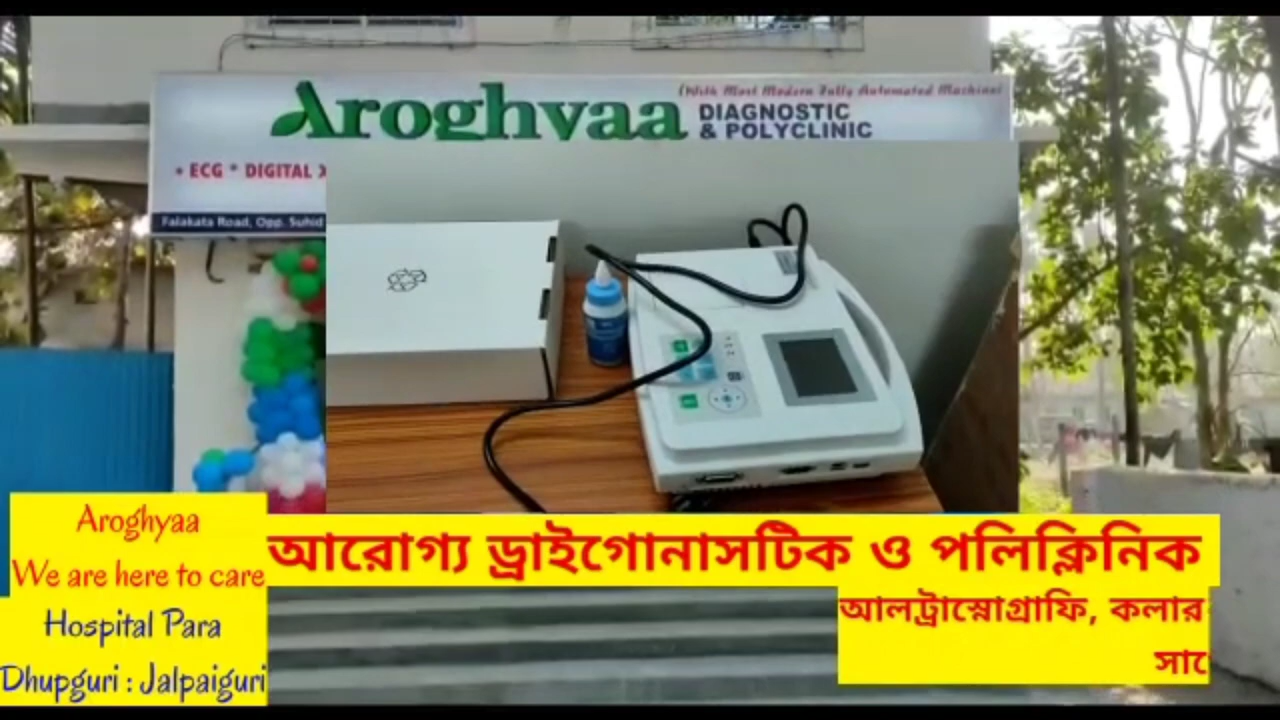 Aroghyaa
(With Most Modern Fully Automated Machine)
DIAGNOSTIC
& POLYCLINIC
• ECG * DIGITAL X
Falakata Road, Opp. Suhid
Aroghyaa
We are here to care
Hospital Para
Dhupguri : Jalpaiguri
আরোগ্য ড্রাইগোনাসটিক ও পলিক্লিনিক
আলট্রাস্নোগ্রাফি, কলার
সাে